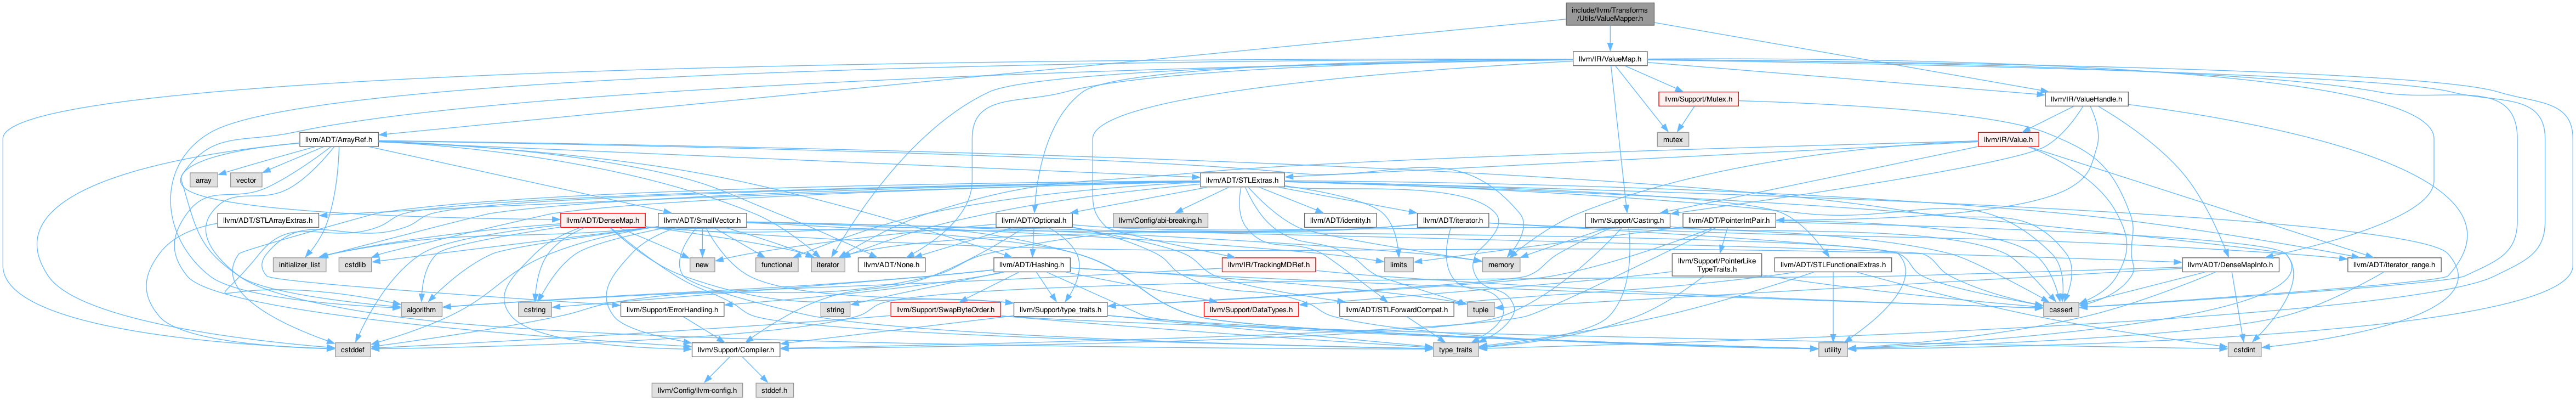 include/llvm/Transforms
/Utils/ValueMapper.h
llvm/IR/ValueMap.h
llvm/Support/Mutex.h
llvm/IR/ValueHandle.h
llvm/ADT/ArrayRef.h
mutex
llvm/IR/Value.h
array
vector
llvm/ADT/STLExtras.h
llvm/ADT/STLArrayExtras.h
llvm/ADT/DenseMap.h
llvm/ADT/SmallVector.h
llvm/ADT/Optional.h
llvm/Config/abi-breaking.h
llvm/ADT/identity.h
llvm/ADT/iterator.h
llvm/Support/Casting.h
llvm/ADT/PointerIntPair.h
initializer_list
cstdlib
new
functional
iterator
llvm/ADT/None.h
llvm/ADT/Hashing.h
llvm/IR/TrackingMDRef.h
limits
memory
llvm/Support/PointerLike
TypeTraits.h
llvm/ADT/STLFunctionalExtras.h
llvm/ADT/DenseMapInfo.h
llvm/ADT/iterator_range.h
algorithm
cstring
llvm/Support/ErrorHandling.h
string
llvm/Support/SwapByteOrder.h
llvm/Support/type_traits.h
llvm/Support/DataTypes.h
llvm/ADT/STLForwardCompat.h
tuple
cassert
cstddef
llvm/Support/Compiler.h
type_traits
utility
cstdint
llvm/Config/llvm-config.h
stddef.h